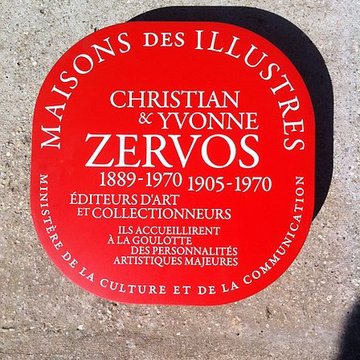 MAISONS DES ILLUSTRES
CHRISTIAN
& YVONNE
ZERVOS
1889-1970 1905-1970
ÉDITEURS D'ART
ET COLLECTIONNEURS
ILS ACCUEILLIRENT
À LA GOULOTTE
DES PERSONNALITÉS
ARTISTIQUES MAJEURES
MINISTÈRE DE LA CULTURE ET DE LA COMMUNICATION